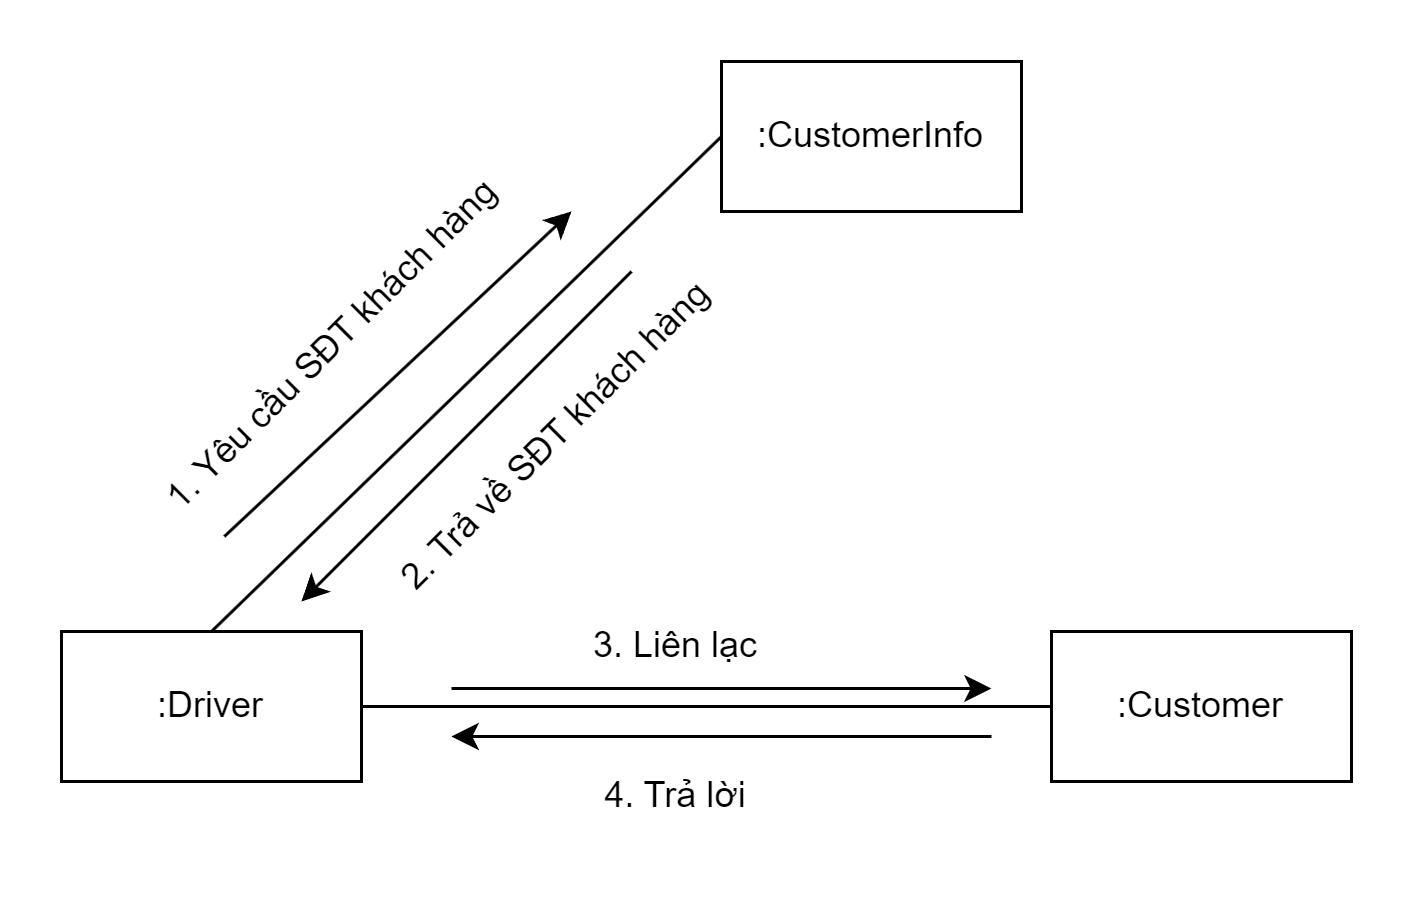 :CustomerInfo
1. Yêu cầu SĐT khách hàng
2. Trả về SĐT khách hàng
3. Liên lạc
:Driver
:Customer
4. Trả lời